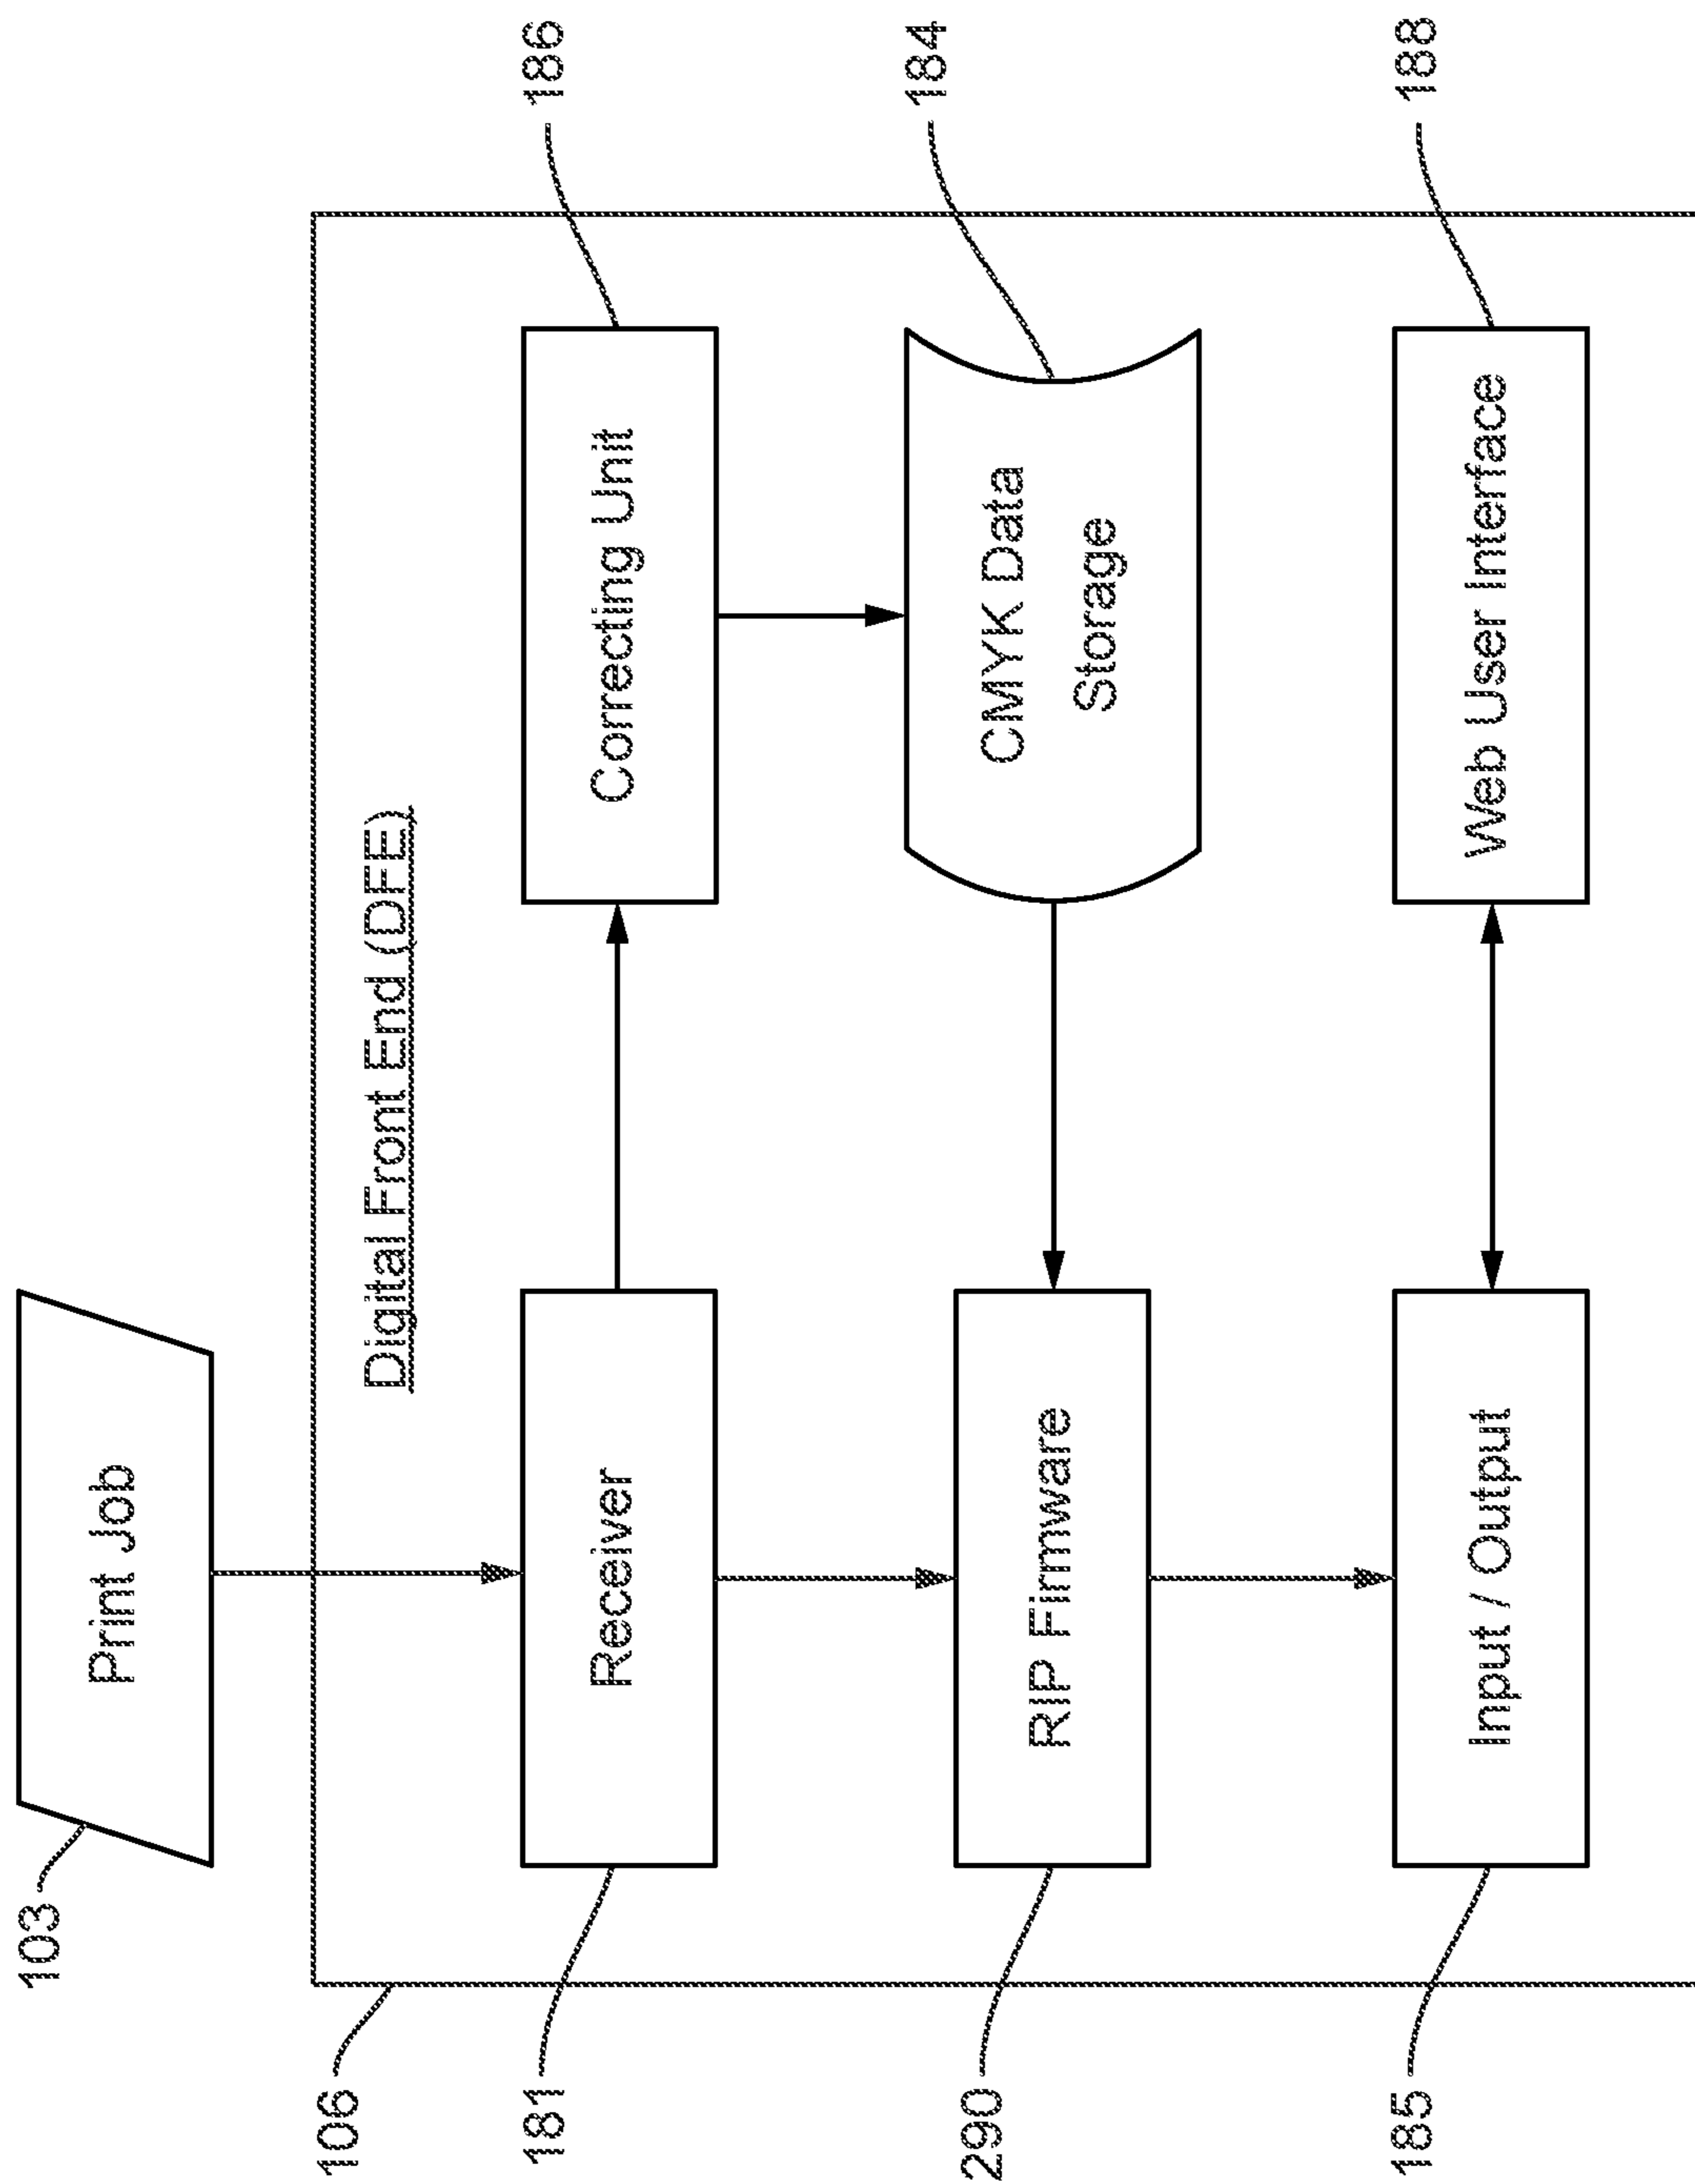 103
Print Job
106
Digital Front End (DFE)
181
Receiver
Correcting Unit
186
290
RIP Firmware
CMYK Data
Storage
184
185
Input / Output
Web User Interface
188